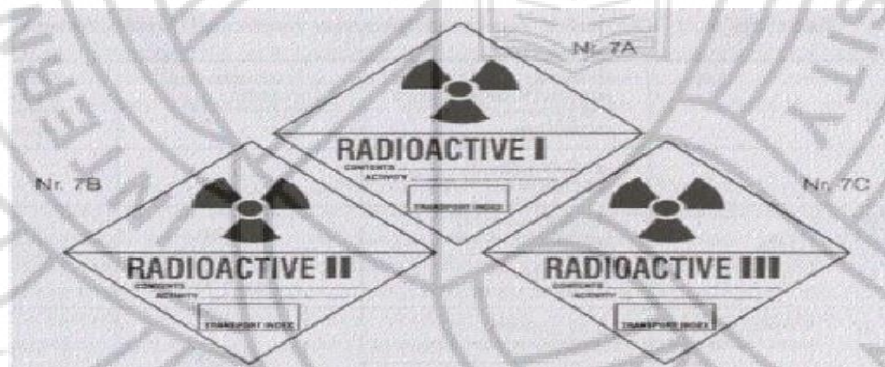 Nr. 7A
RADIOACTIVE I
CONTENTS
ACTIVITY
TRANSPORT INDEX
Nr. 7B
RADIOACTIVE II
CONTENTS
ACTIVITY
TRANSPORT INDEX
Nr. 7C
RADIOACTIVE III
CONTENTS
ACTIVITY
TRANSPORT INDEX